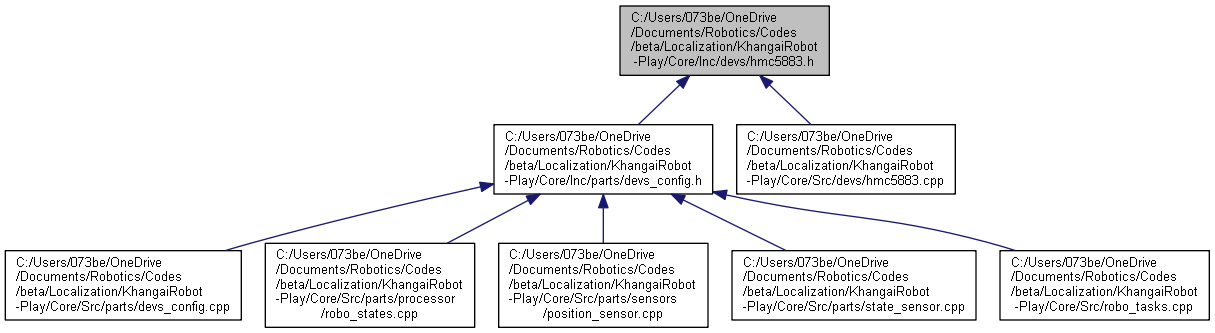 C:/Users/073be/OneDrive
/Documents/Robotics/Codes
/beta/Localization/KhangaiRobot
-Play/Core/Inc/devs/hmc5883.h
C:/Users/073be/OneDrive
/Documents/Robotics/Codes
/beta/Localization/KhangaiRobot
-Play/Core/Inc/parts/devs_config.h
C:/Users/073be/OneDrive
/Documents/Robotics/Codes
/beta/Localization/KhangaiRobot
-Play/Core/Src/devs/hmc5883.cpp
C:/Users/073be/OneDrive
/Documents/Robotics/Codes
/beta/Localization/KhangaiRobot
-Play/Core/Src/parts/devs_config.cpp
C:/Users/073be/OneDrive
/Documents/Robotics/Codes
/beta/Localization/KhangaiRobot
-Play/Core/Src/parts/processor
/robo_states.cpp
C:/Users/073be/OneDrive
/Documents/Robotics/Codes
/beta/Localization/KhangaiRobot
-Play/Core/Src/parts/sensors
/position_sensor.cpp
C:/Users/073be/OneDrive
/Documents/Robotics/Codes
/beta/Localization/KhangaiRobot
-Play/Core/Src/parts/state_sensor.cpp
C:/Users/073be/OneDrive
/Documents/Robotics/Codes
/beta/Localization/KhangaiRobot
-Play/Core/Src/robo_tasks.cpp